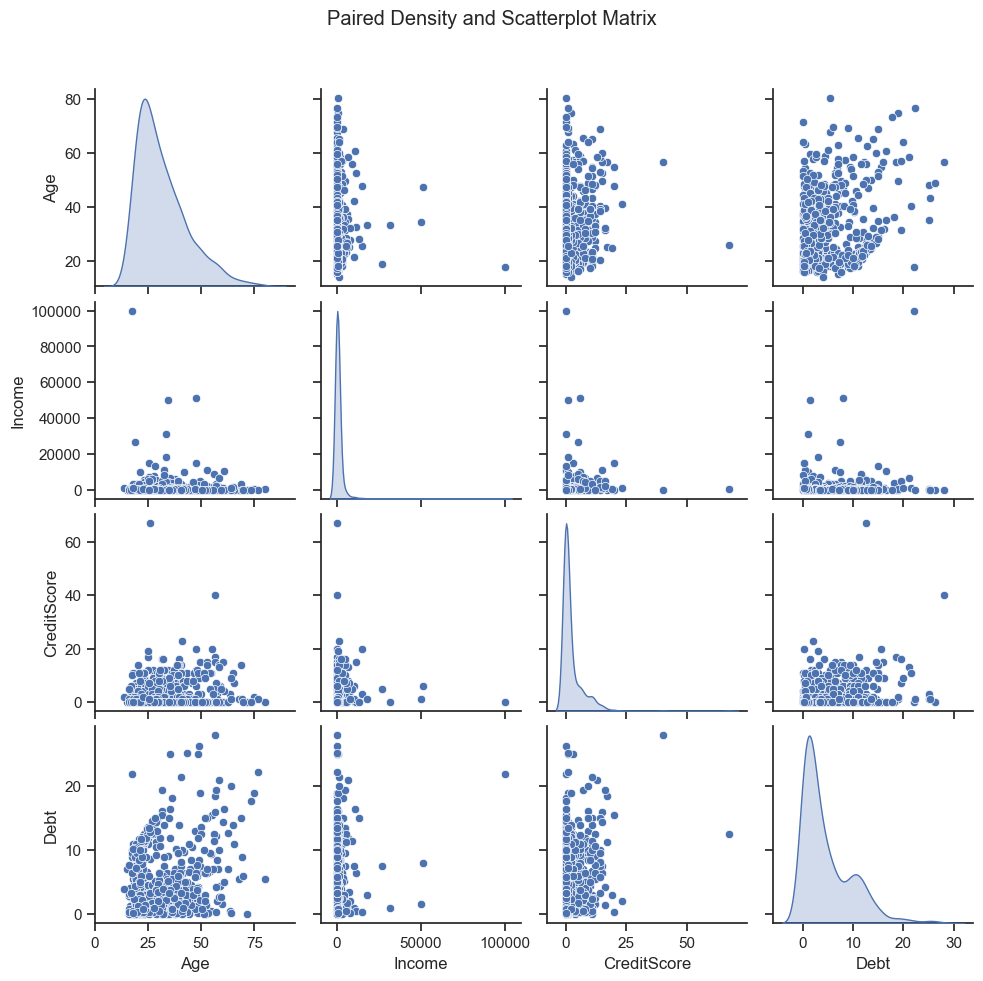 Paired Density and Scatterplot Matrix
80
60
40
20
Age
100000
80000
60000
40000
20000
0
Income
60
40
20
0
CreditScore
20
10
0
Debt
0 25 50 75
0 50000 100000
0 25 50
0 10 20 30
Age Income CreditScore Debt